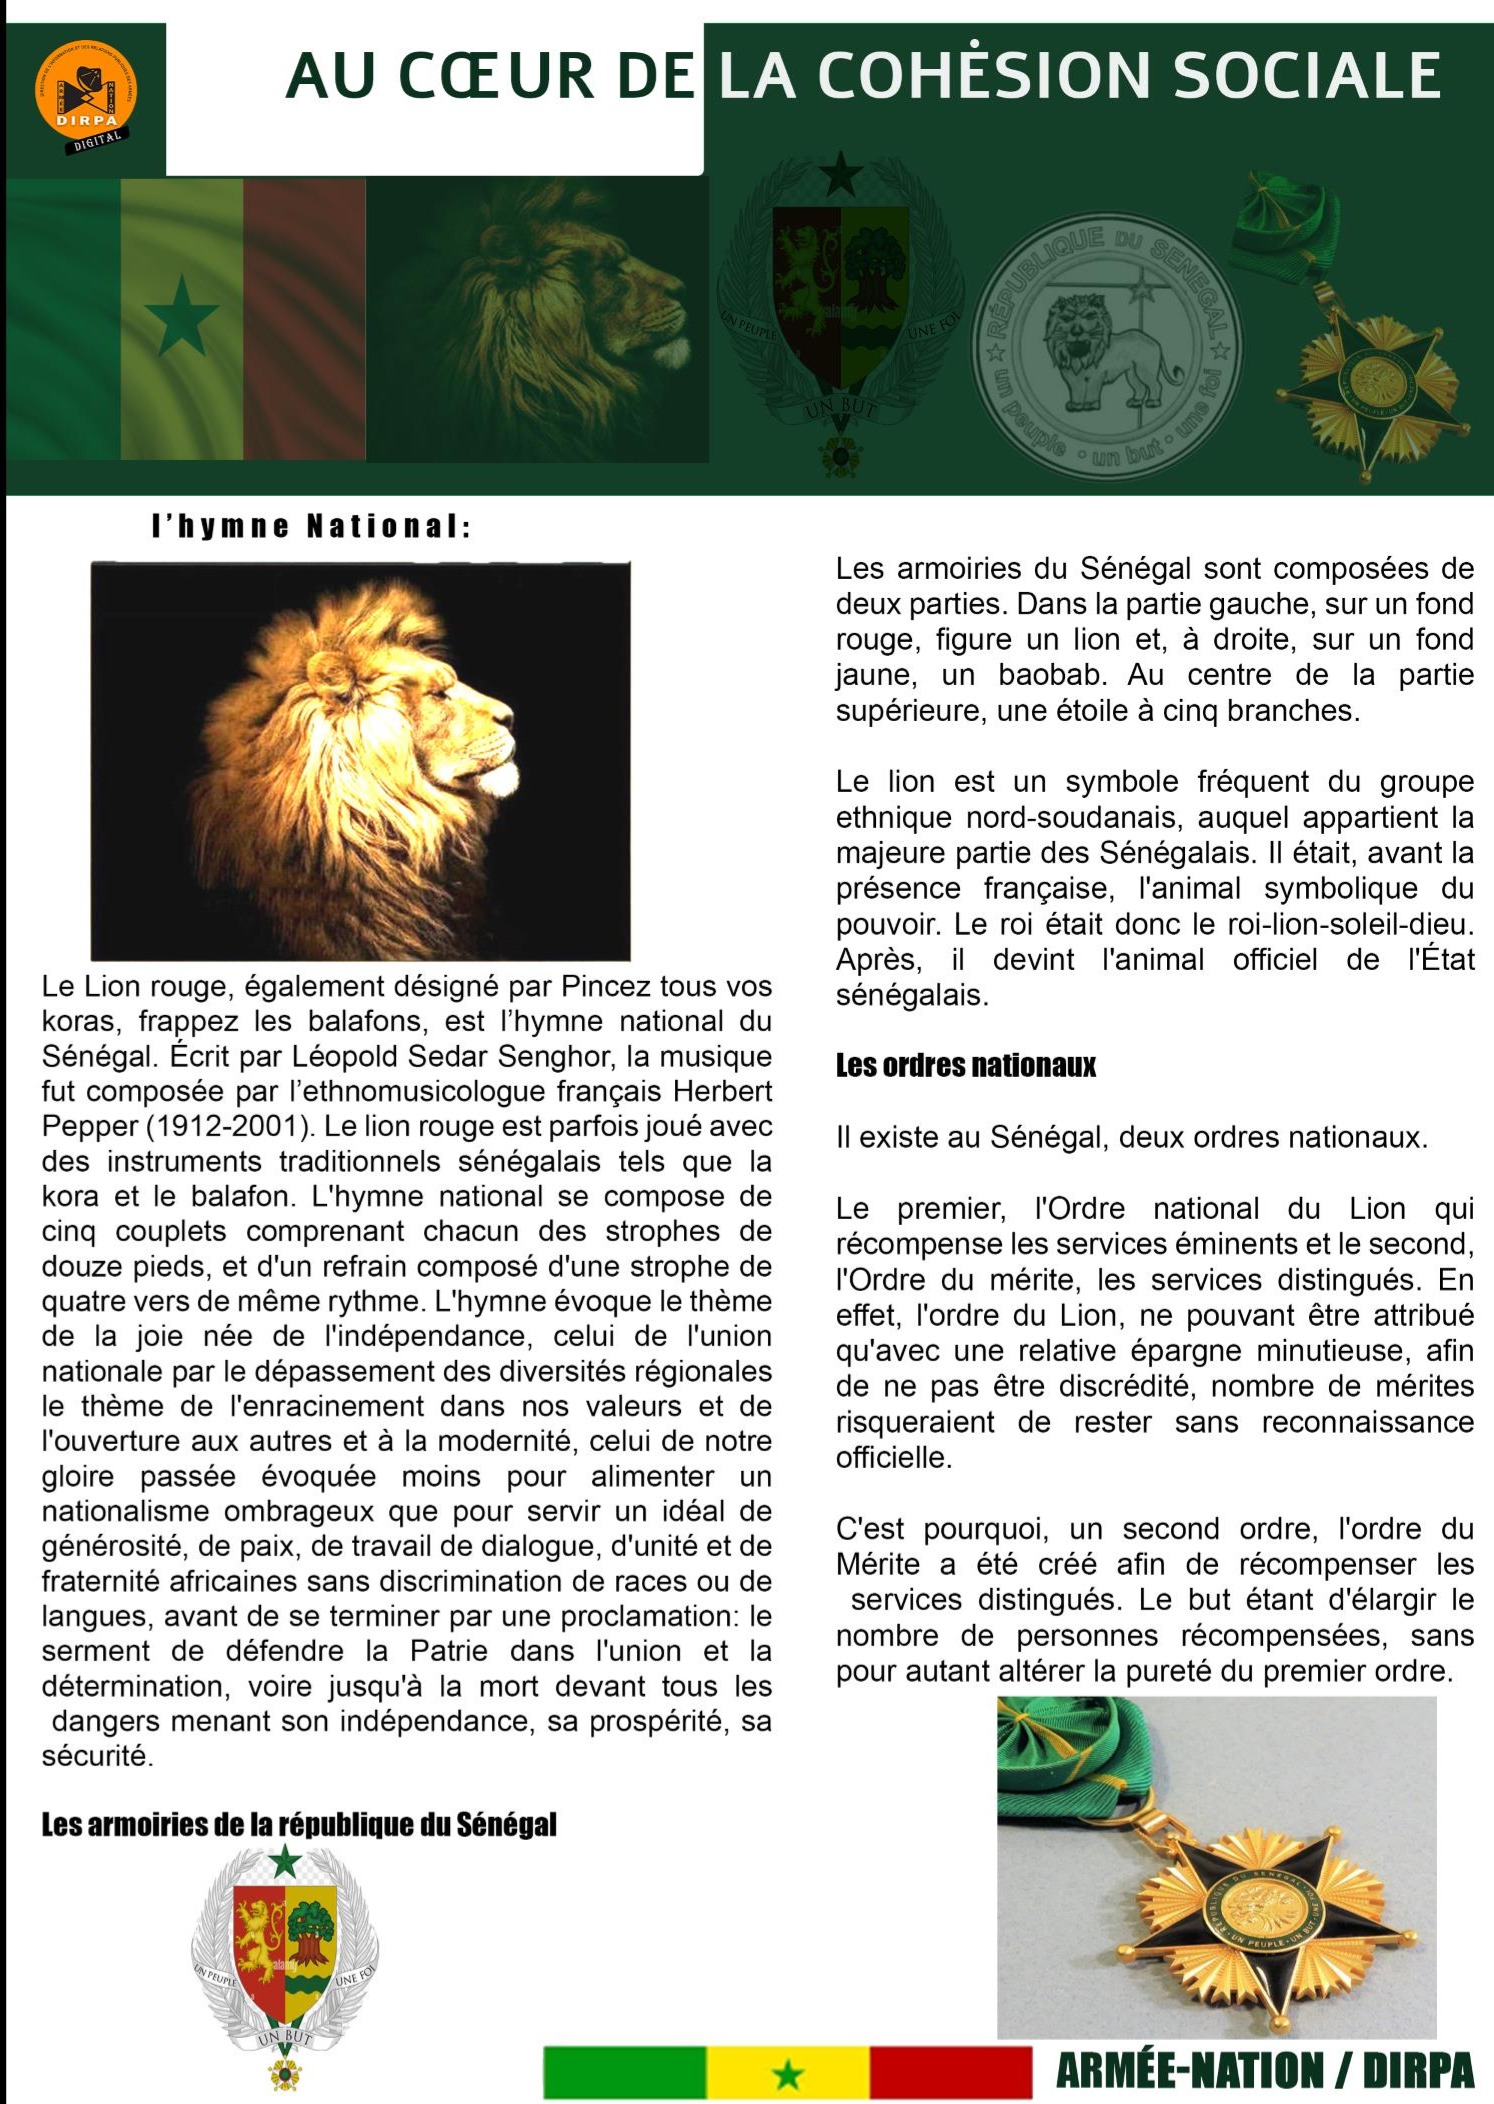 AU CŒUR DE LA COHÉSION SOCIALE
DIRPA
DIGITAL
UN PEUPLE
UNE FOI
UN BUT
RÉPUBLIQUE DU SENEGAL
un peuple • un but • une foi
l’hymne National:
Le Lion rouge, également désigné par Pincez tous vos
koras, frappez les balafons, est l’hymne national du
Sénégal. Écrit par Léopold Sedar Senghor, la musique
fut composée par l’ethnomusicologue français Herbert
Pepper (1912-2001). Le lion rouge est parfois joué avec
des instruments traditionnels sénégalais tels que la
kora et le balafon. L'hymne national se compose de
cinq couplets comprenant chacun des strophes de
douze pieds, et d'un refrain composé d'une strophe de
quatre vers de même rythme. L'hymne évoque le thème
de la joie née de l'indépendance, celui de l'union
nationale par le dépassement des diversités régionales
le thème de l'enracinement dans nos valeurs et de
l'ouverture aux autres et à la modernité, celui de notre
gloire passée évoquée moins pour alimenter un
nationalisme ombrageux que pour servir un idéal de
générosité, de paix, de travail de dialogue, d'unité et de
fraternité africaines sans discrimination de races ou de
langues, avant de se terminer par une proclamation: le
serment de défendre la Patrie dans l'union et la
détermination, voire jusqu'à la mort devant tous les
dangers menant son indépendance, sa prospérité, sa
sécurité.
Les armoiries de la république du Sénégal
alamy
UN PEUPLE
UNE FOI
UN BUT
Les armoiries du Sénégal sont composées de
deux parties. Dans la partie gauche, sur un fond
rouge, figure un lion et, à droite, sur un fond
jaune, un baobab. Au centre de la partie
supérieure, une étoile à cinq branches.
Le lion est un symbole fréquent du groupe
ethnique nord-soudanais, auquel appartient la
majeure partie des Sénégalais. Il était, avant la
présence française, l'animal symbolique du
pouvoir. Le roi était donc le roi-lion-soleil-dieu.
Après, il devint l'animal officiel de l'État
sénégalais.
Les ordres nationaux
Il existe au Sénégal, deux ordres nationaux.
Le premier, l'Ordre national du Lion qui
récompense les services éminents et le second,
l'Ordre du mérite, les services distingués. En
effet, l'ordre du Lion, ne pouvant être attribué
qu'avec une relative épargne minutieuse, afin
de ne pas être discrédité, nombre de mérites
risqueraient de rester sans reconnaissance
officielle.
C'est pourquoi, un second ordre, l'ordre du
Mérite a été créé afin de récompenser les
services distingués. Le but étant d'élargir le
nombre de personnes récompensées, sans
pour autant altérer la pureté du premier ordre.
REPUBLIQUE DU SENEGAL
UN PEUPLE - UN BUT - UNE FOI
ARMÉE-NATION / DIRPA